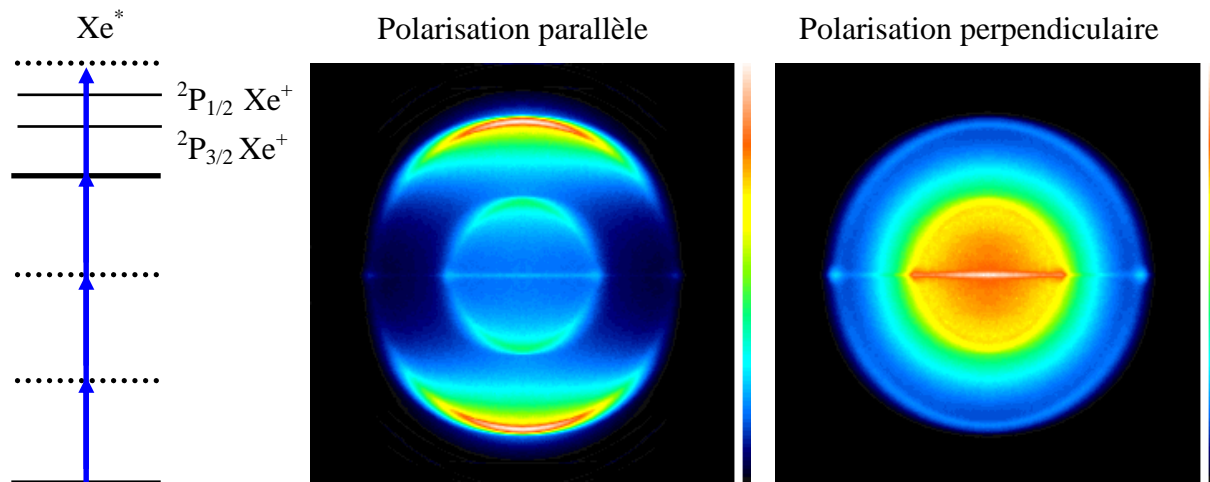 Xe*
Polarisation parallèle
Polarisation perpendiculaire
²P₁/₂ Xe⁺
²P₃/₂ Xe⁺